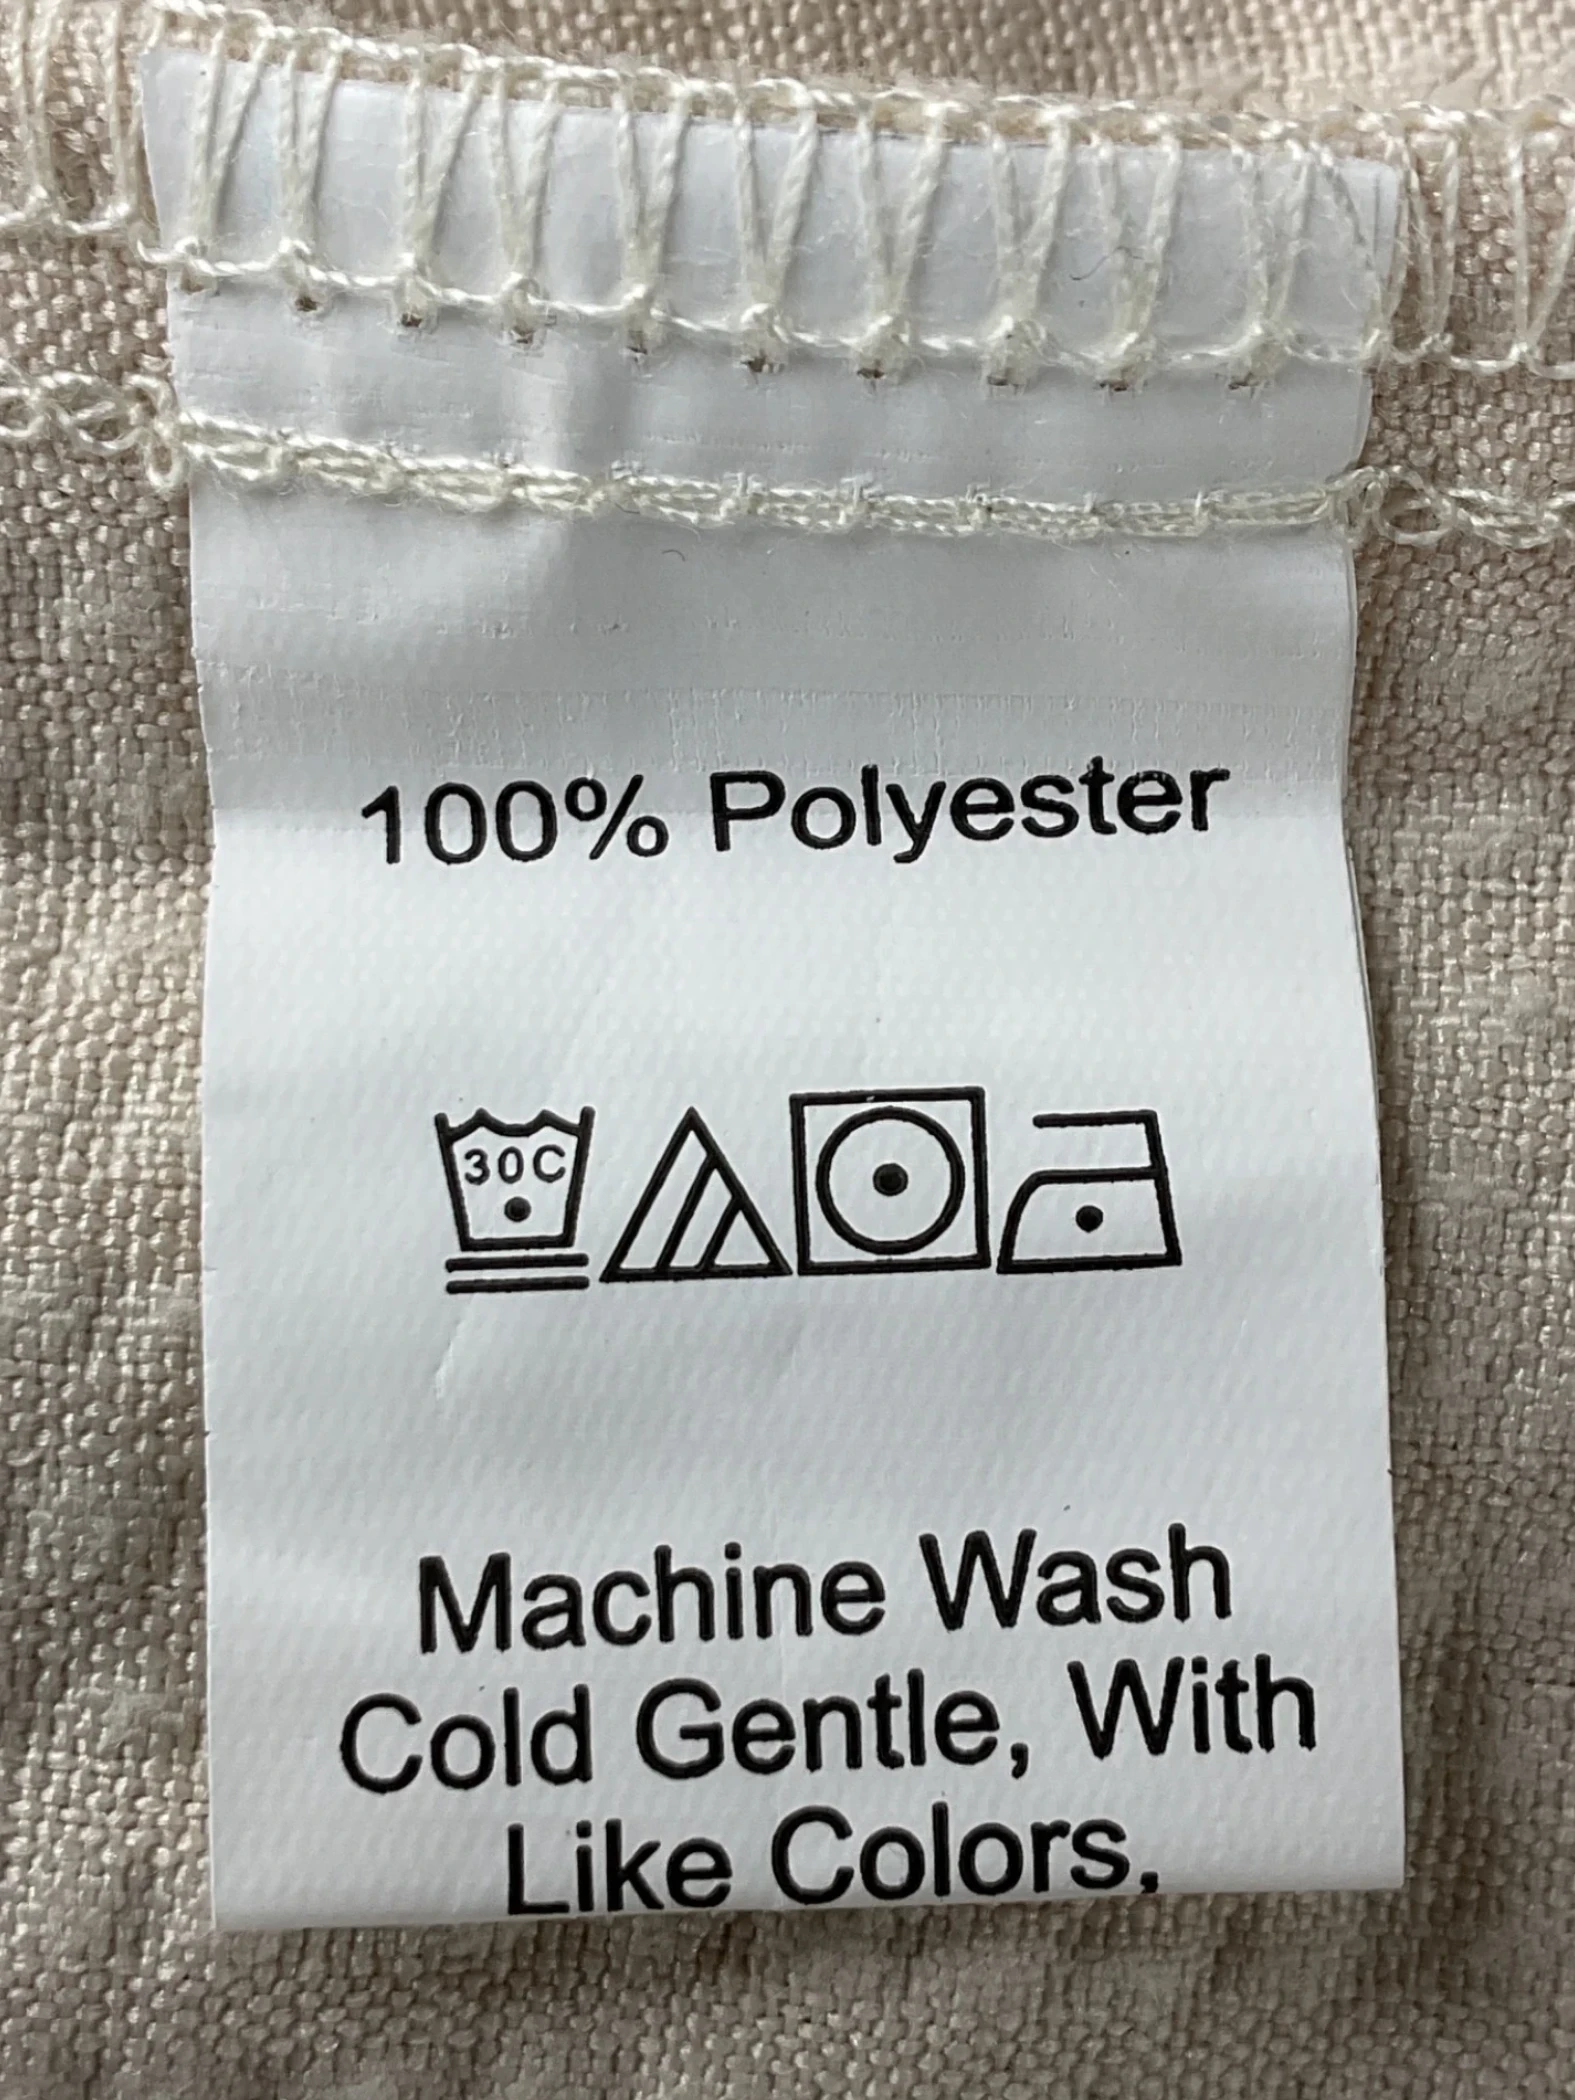 100% Polyester
30C
Machine Wash
Cold Gentle, With
Like Colors,